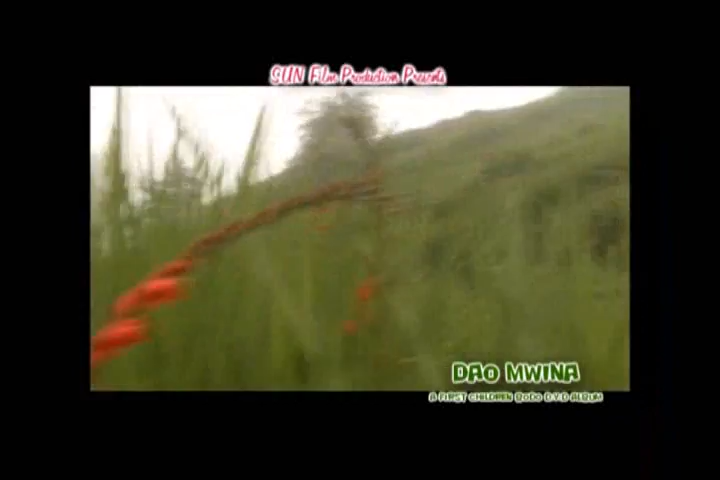 SUN Film Production Presents
DAO MWINA
A FIRST CHILDREN BODO D.V.D ALBUM